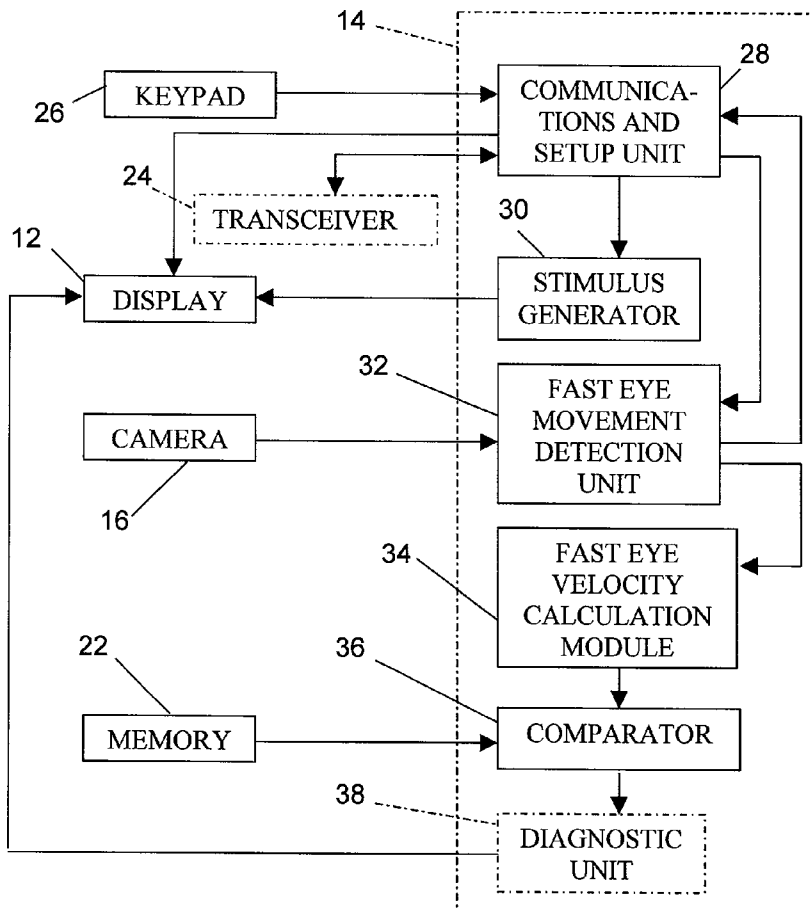 14
28
KEYPAD
26
COMMUNICA-
TIONS AND
SETUP UNIT
24
TRANSCEIVER
30
12
DISPLAY
STIMULUS
GENERATOR
32
CAMERA
16
FAST EYE
MOVEMENT
DETECTION
UNIT
34
FAST EYE
VELOCITY
CALCULATION
MODULE
22
36
MEMORY
COMPARATOR
38
DIAGNOSTIC
UNIT